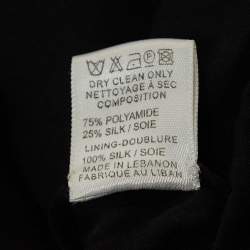 DRY CLEAN ONLY
NETTOYAGE À SEC
COMPOSITION
75% POLYAMIDE
25% SILK / SOIE
LINING-DOUBLURE
100% SILK / SOIE
MADE IN LEBANON
FABRIQUE AU LIBAN